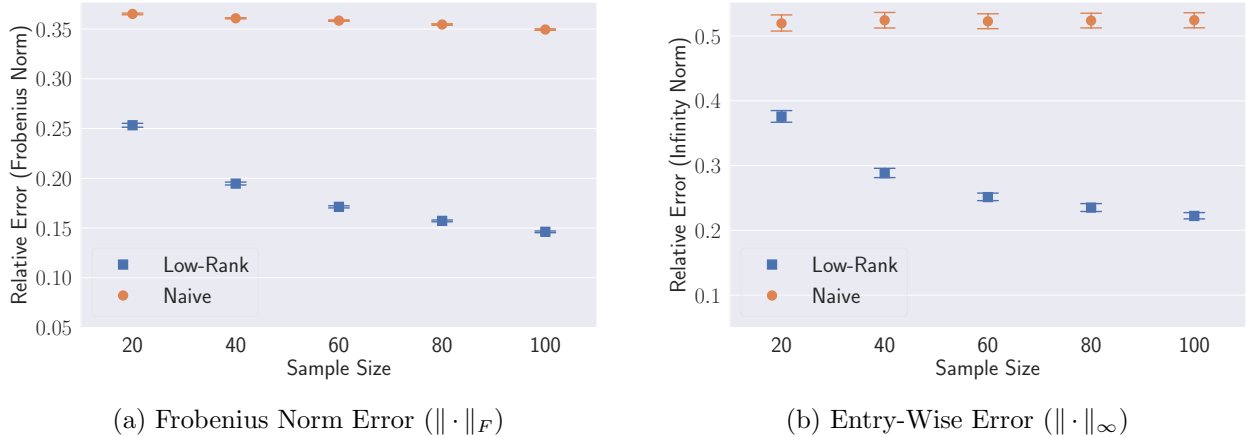 Relative Error (Frobenius Norm)
0.35
0.30
0.25
0.20
0.15
0.10
0.05
Low-Rank
Naive
20 40 60 80 100
Sample Size
(a) Frobenius Norm Error (‖ · ‖_F)
Relative Error (Infinity Norm)
0.5
0.4
0.3
0.2
0.1
Low-Rank
Naive
20 40 60 80 100
Sample Size
(b) Entry-Wise Error (‖ · ‖_∞)